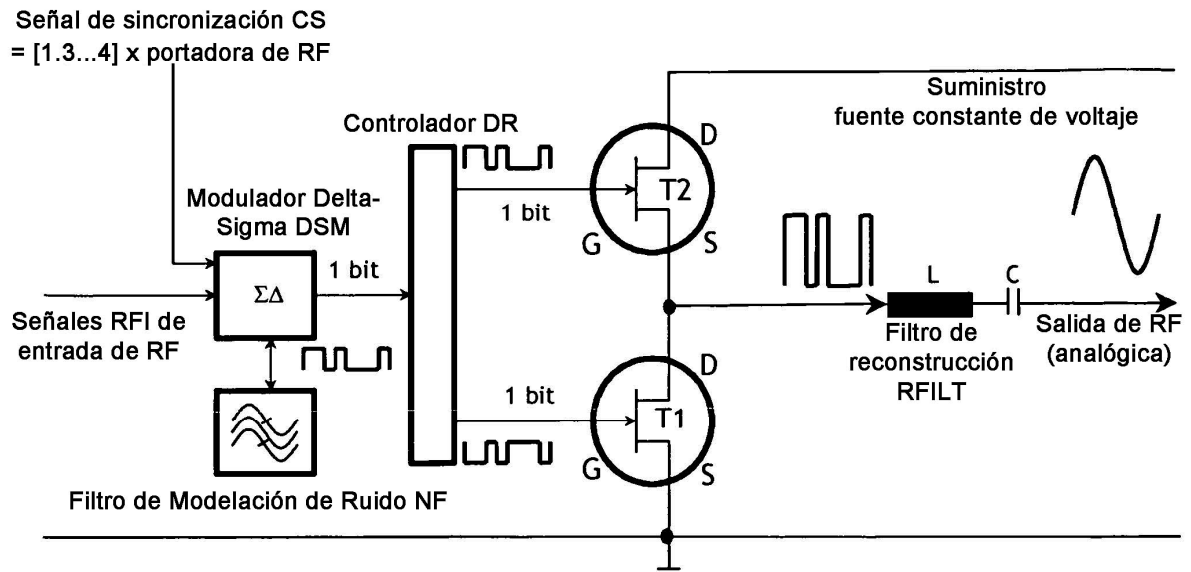 Señal de sincronización CS
= [1.3...4] x portadora de RF
Controlador DR
Suministro
fuente constante de voltaje
D
T2
G
S
1 bit
Modulador Delta-
Sigma DSM
ΣΔ
1 bit
Señales RFI de
entrada de RF
L
C
Filtro de
reconstrucción
RFILT
Salida de RF
(analógica)
1 bit
D
T1
G
S
Filtro de Modelación de Ruido NF